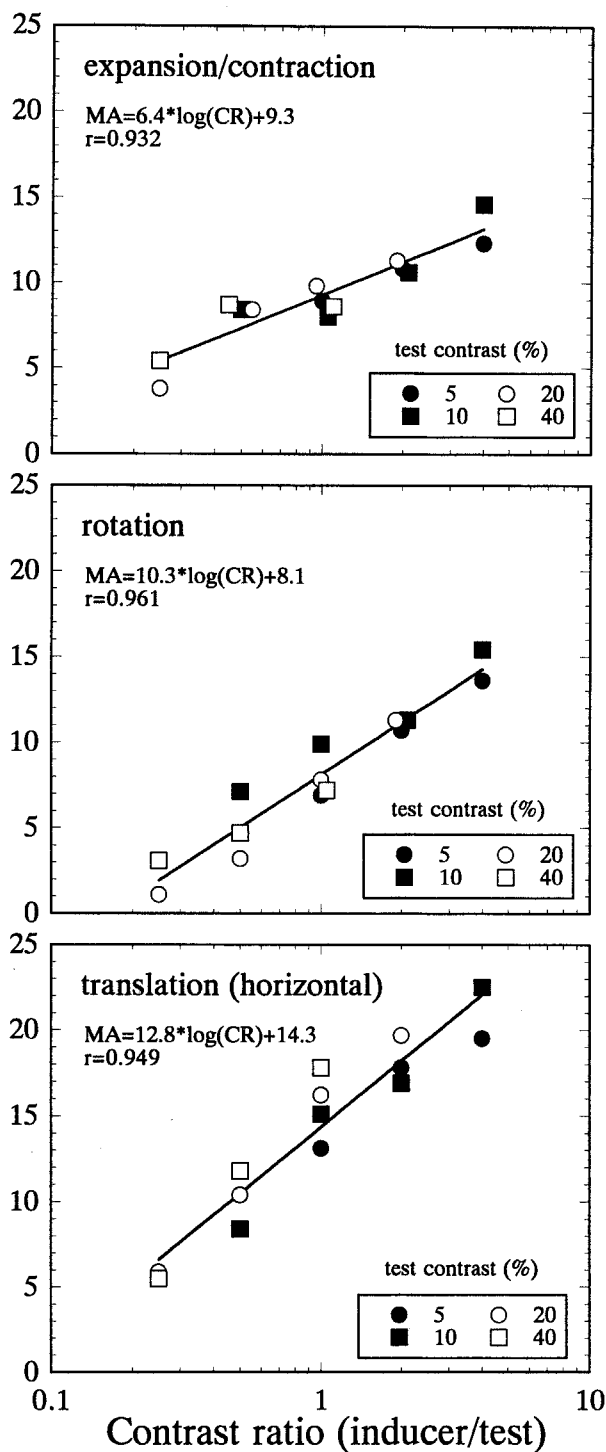 25
20
15
10
5
0
expansion/contraction
MA=6.4*log(CR)+9.3
r=0.932
test contrast (%)
5 20
10 40
25
20
15
10
5
0
rotation
MA=10.3*log(CR)+8.1
r=0.961
test contrast (%)
5 20
10 40
25
20
15
10
5
0
translation (horizontal)
MA=12.8*log(CR)+14.3
r=0.949
test contrast (%)
5 20
10 40
0.1 1 10
Contrast ratio (inducer/test)